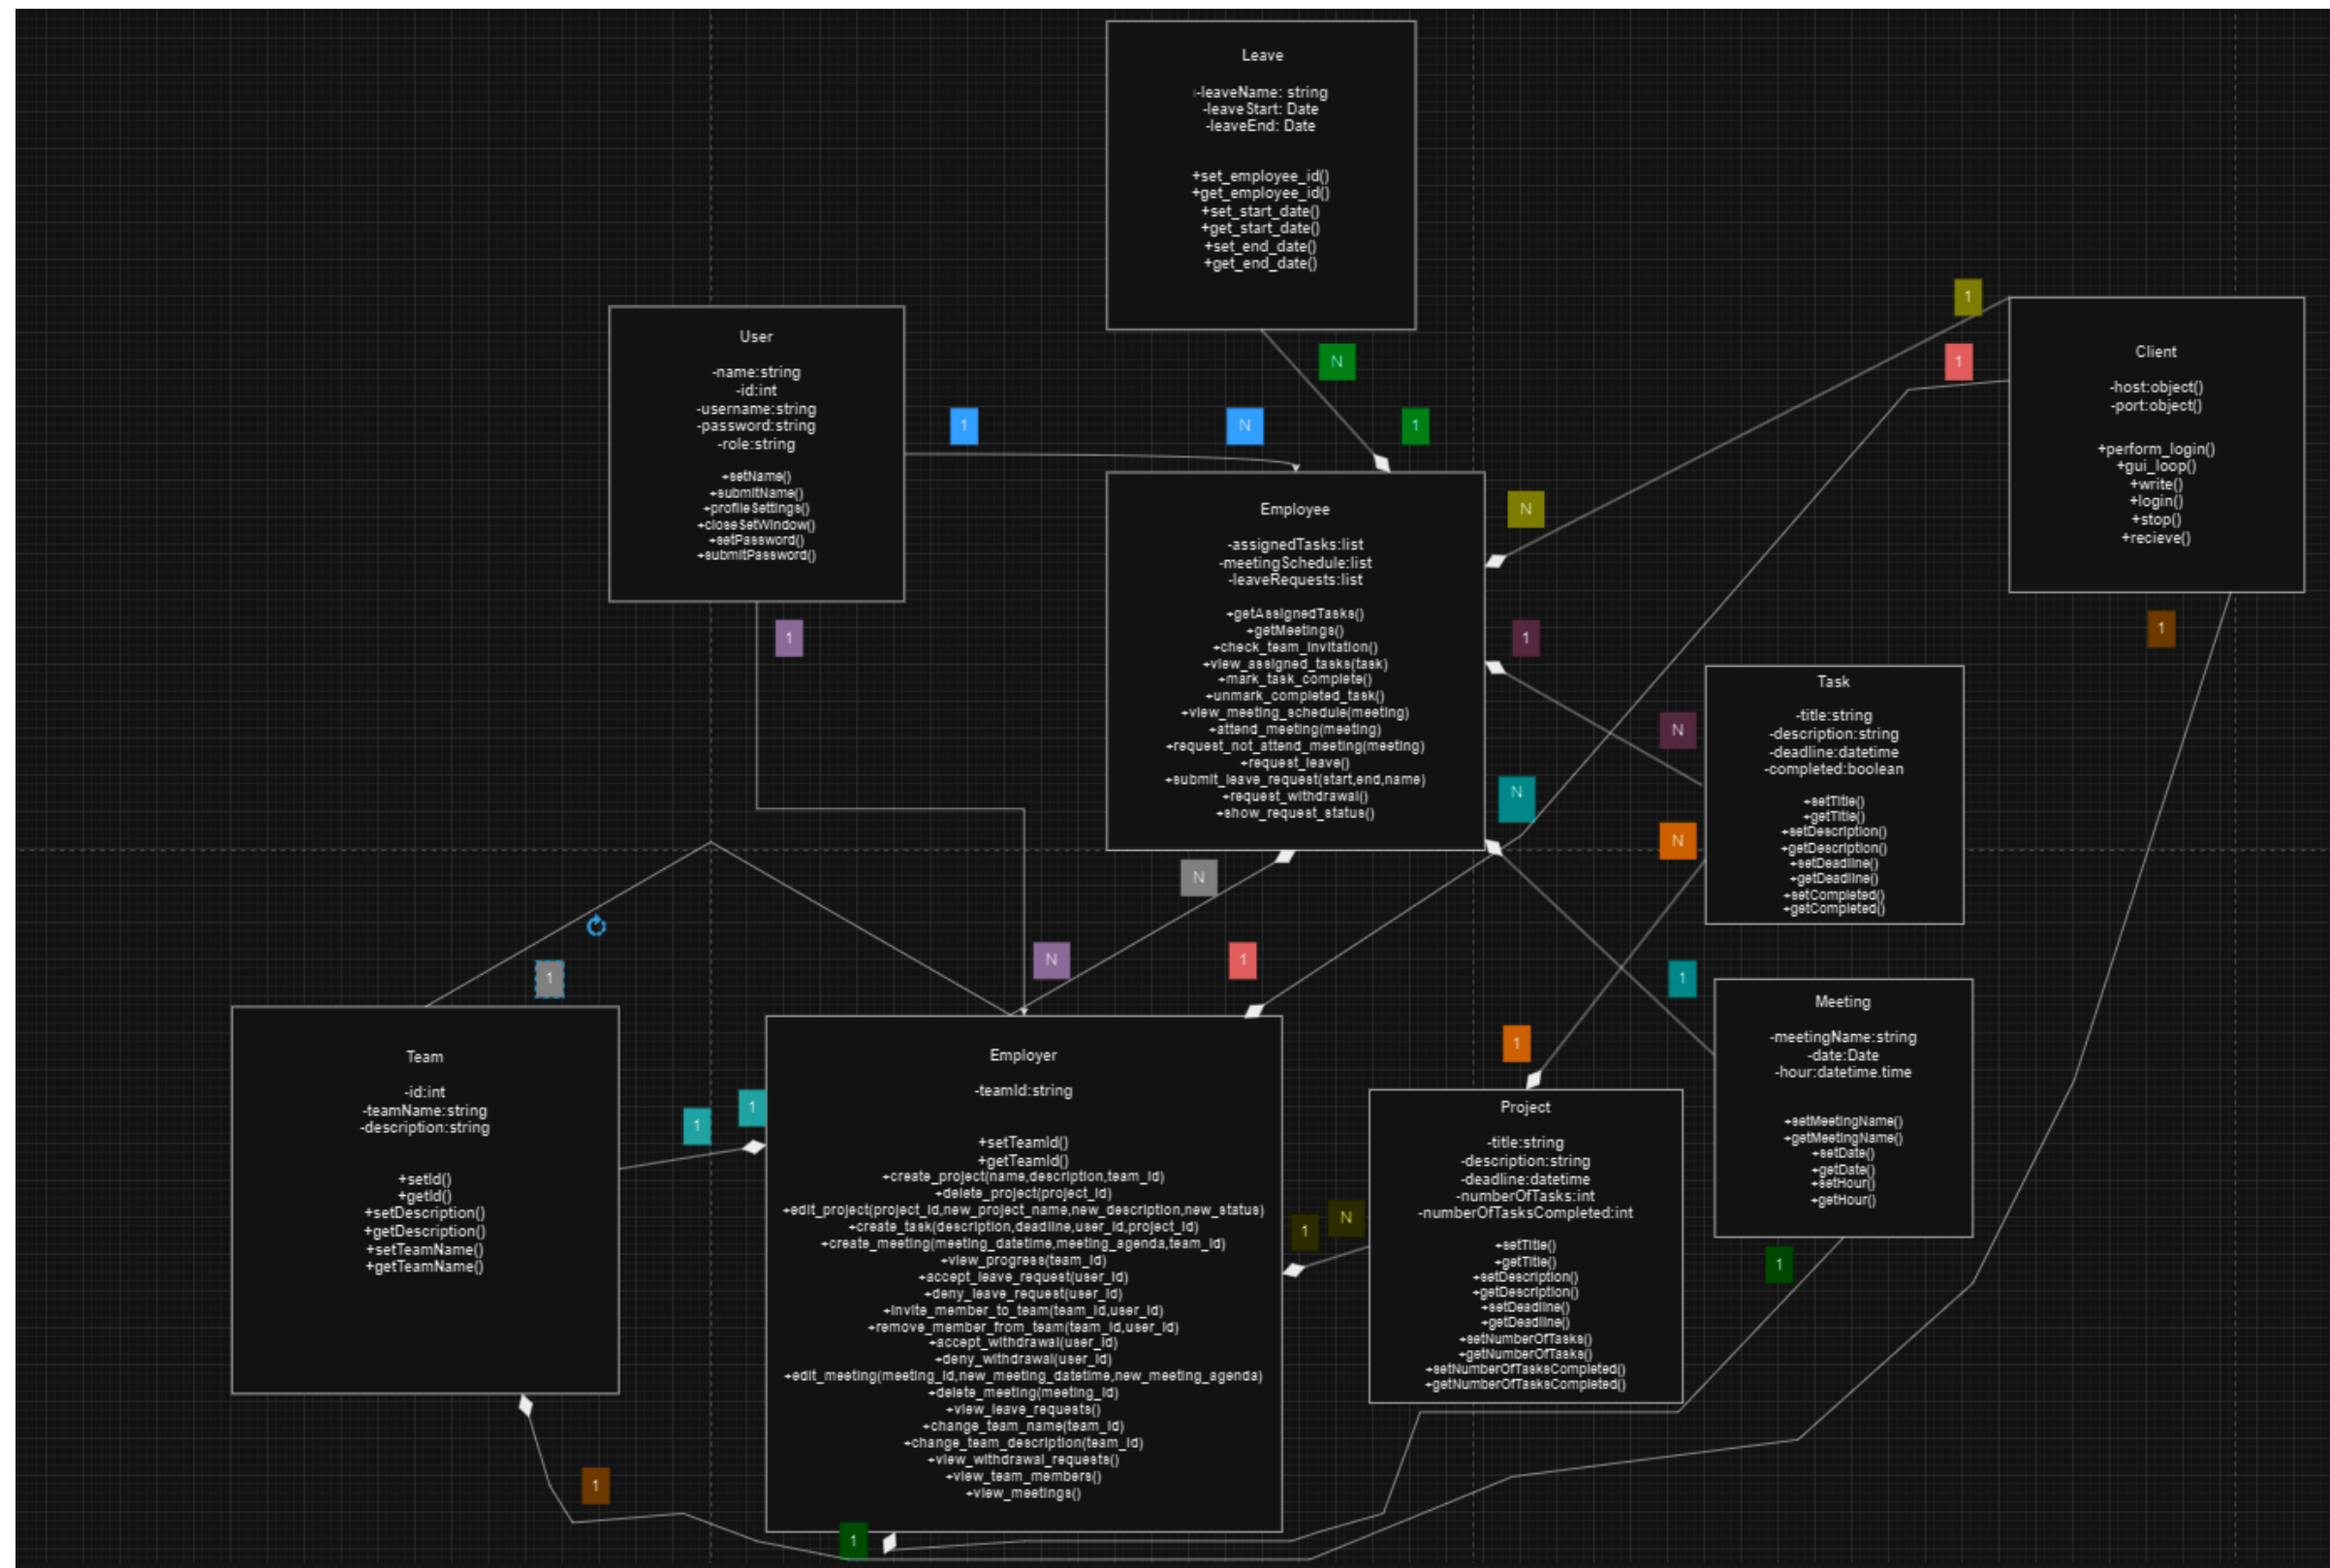 Leave
-leaveName: string
-leaveStart: Date
-leaveEnd: Date
+set_employee_id()
+get_employee_id()
+set_start_date()
+get_start_date()
+set_end_date()
+get_end_date()
User
-name:string
-id:int
-username:string
-password:string
-role:string
+setName()
+submitName()
+profileSettings()
+closeSetWindow()
+setPassword()
+submitPassword()
1
N
N
1
1
1
Client
-host:object()
-port:object()
+perform_login()
+gui_loop()
+write()
+login()
+stop()
+recieve()
Employee
-assignedTasks:list
-meetingSchedule:list
-leaveRequests:list
+getAssignedTasks()
+getMeetings()
+check_team_invitation()
+view_assigned_tasks(task)
+mark_task_complete()
+unmark_completed_task()
+view_meeting_schedule(meeting)
+attend_meeting(meeting)
+request_not_attend_meeting(meeting)
+request_leave()
+submit_leave_request(start,end,name)
+request_withdrawal()
+show_request_status()
N
1
1
1
N
N
N
Task
-title:string
-description:string
-deadline:datetime
-completed:boolean
+setTitle()
+getTitle()
+setDescription()
+getDescription()
+setDeadline()
+getDeadline()
+setCompleted()
+getCompleted()
N
N
1
1
1
1
Team
-id:int
-teamName:string
-description:string
+setId()
+getId()
+setDescription()
+getDescription()
+setTeamName()
+getTeamName()
1
1
Employer
-teamId:string
+setTeamId()
+getTeamId()
+create_project(name,description,team_id)
+delete_project(project_id)
+edit_project(project_id,new_project_name,new_description,new_status)
+create_task(description,deadline,user_id,project_id)
+create_meeting(meeting_datetime,meeting_agenda,team_id)
+view_progress(team_id)
+accept_leave_request(user_id)
+deny_leave_request(user_id)
+invite_member_to_team(team_id,user_id)
+remove_member_from_team(team_id,user_id)
+accept_withdrawal(user_id)
+deny_withdrawal(user_id)
+edit_meeting(meeting_id,new_meeting_datetime,new_meeting_agenda)
+delete_meeting(meeting_id)
+view_leave_requests()
+change_team_name(team_id)
+change_team_description(team_id)
+view_withdrawal_requests()
+view_team_members()
+view_meetings()
1
N
Project
-title:string
-description:string
-deadline:datetime
-numberOfTasks:int
-numberOfTasksCompleted:int
+setTitle()
+getTitle()
+setDescription()
+getDescription()
+setDeadline()
+getDeadline()
+setNumberOfTasks()
+getNumberOfTasks()
+setNumberOfTasksCompleted()
+getNumberOfTasksCompleted()
Meeting
-meetingName:string
-date:Date
-hour:datetime.time
+setMeetingName()
+getMeetingName()
+setDate()
+getDate()
+setHour()
+getHour()
1
1
1